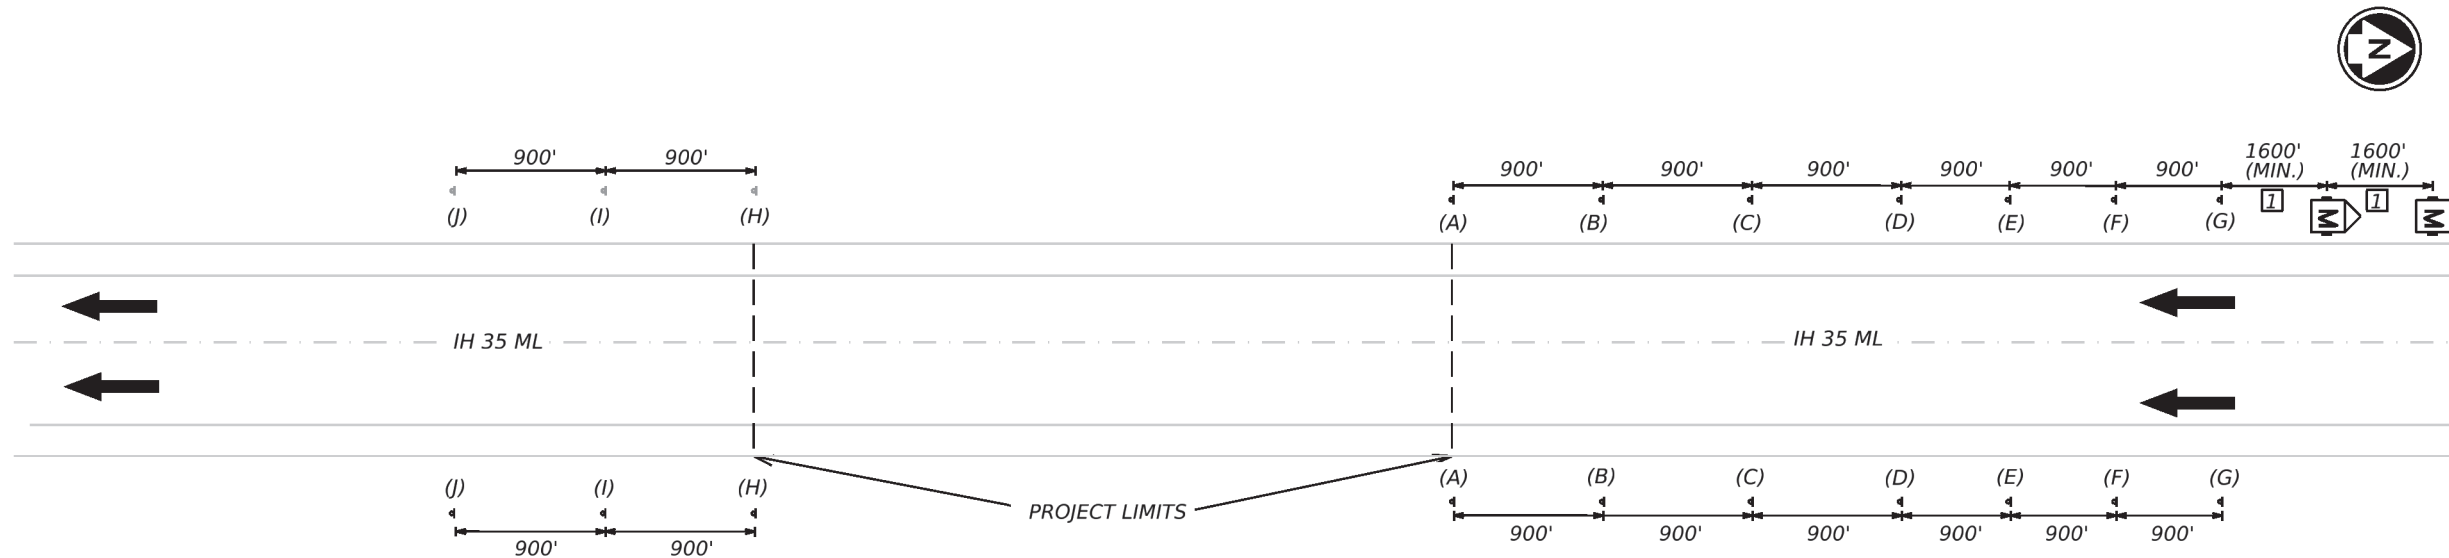 N
900' 900'
900' 900' 900' 900' 900' 900' 1600' (MIN.) 1600' (MIN.)
1 1
M M
(J) (I) (H)
(A) (B) (C) (D) (E) (F) (G)
IH 35 ML IH 35 ML
(J) (I) (H)
(A) (B) (C) (D) (E) (F) (G)
PROJECT LIMITS
900' 900'
900' 900' 900' 900' 900' 900'